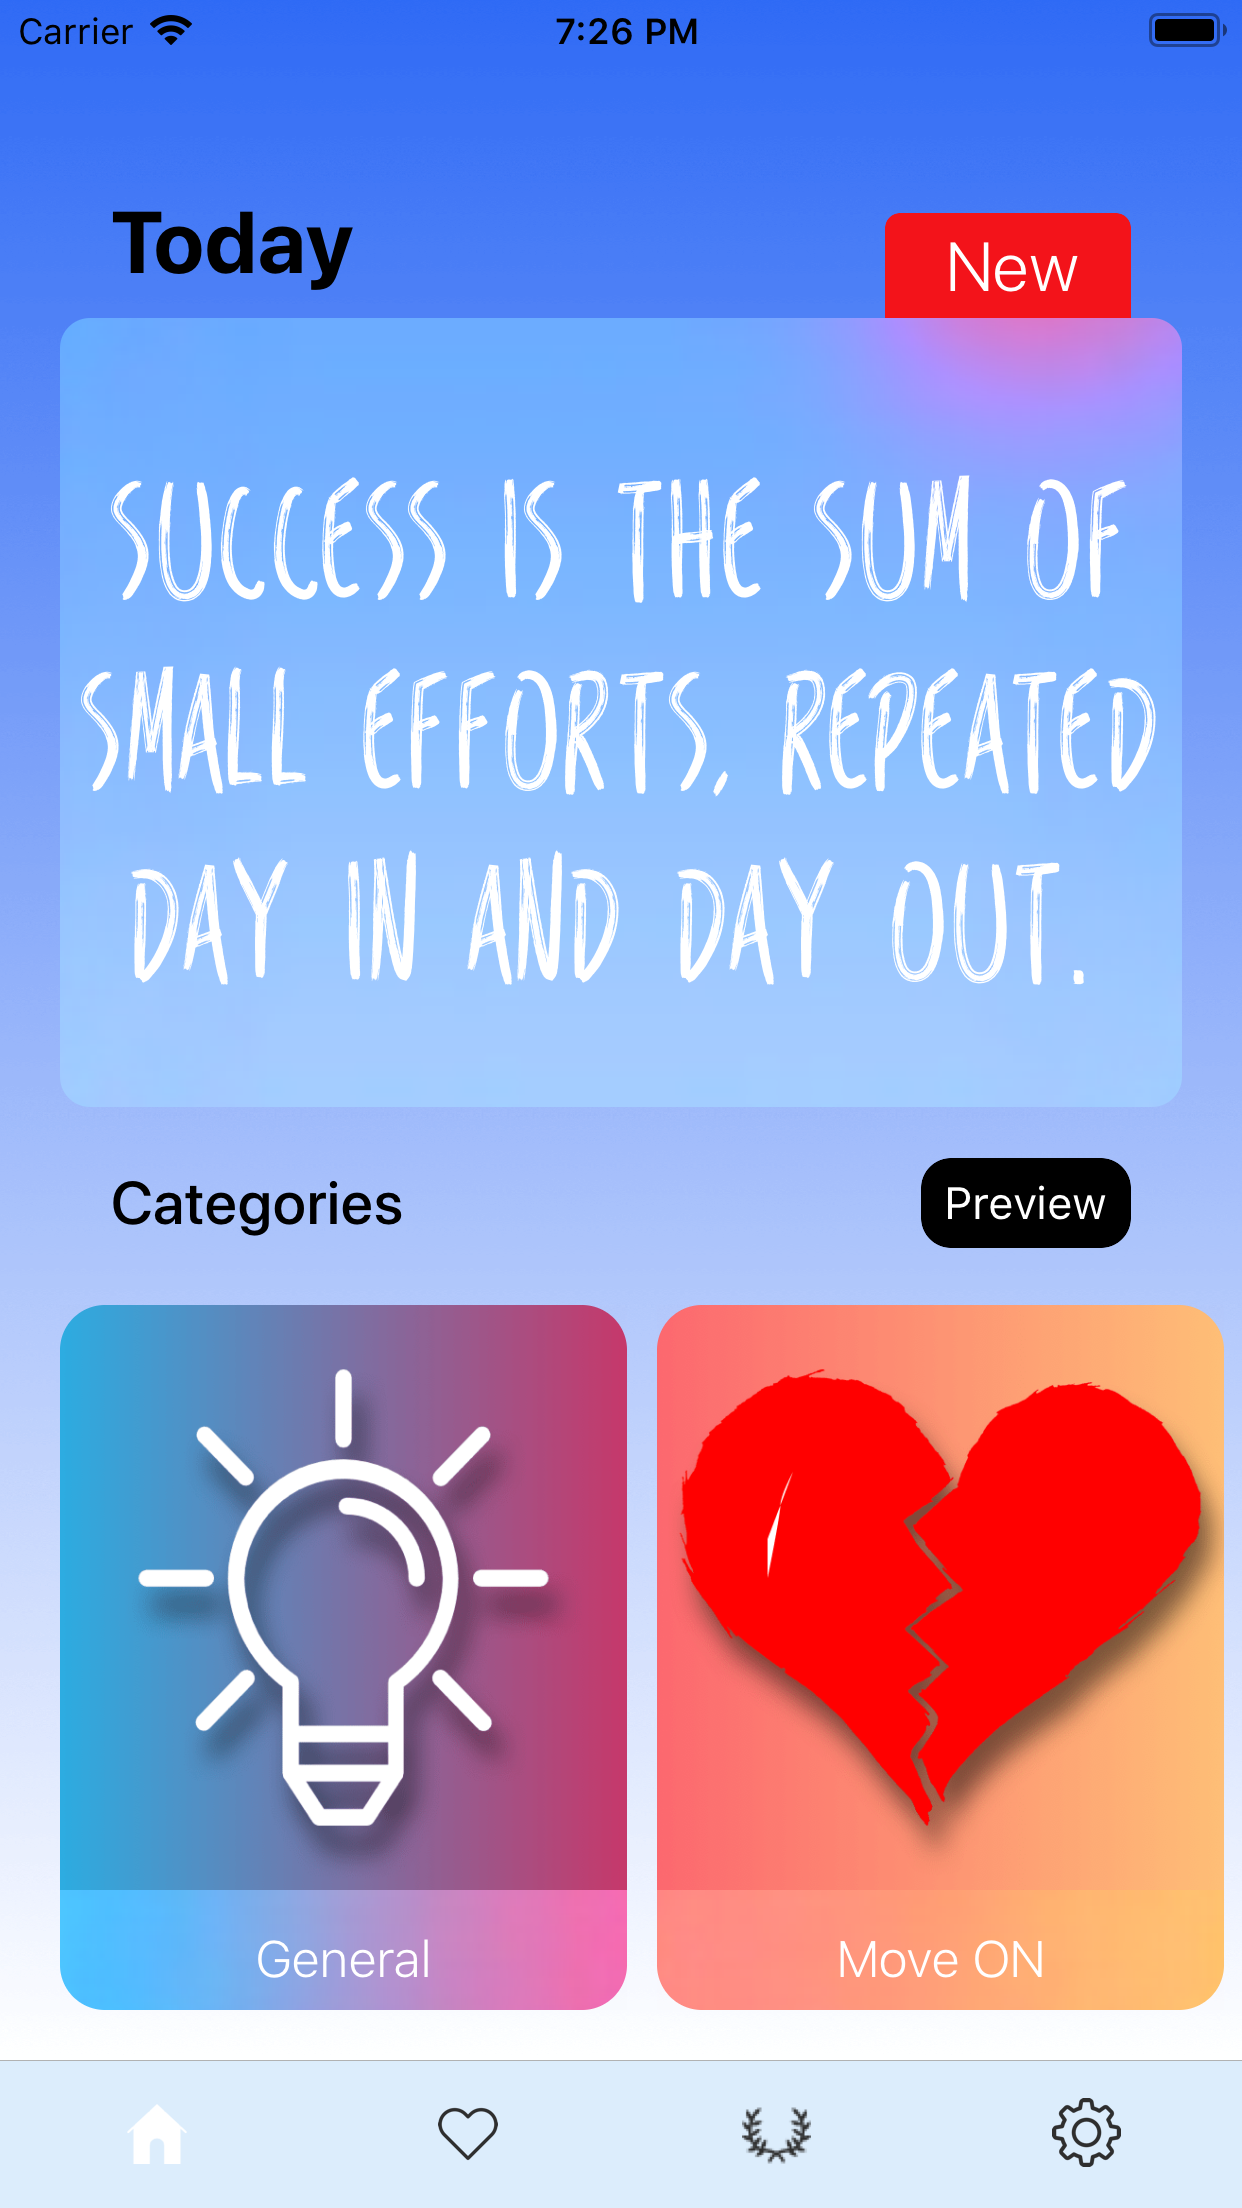 Carrier 7:26 PM
Today
New
SUCCESS IS THE SUM OF
SMALL EFFORTS, REPEATED
DAY IN AND DAY OUT.
Categories
Preview
General
Move ON